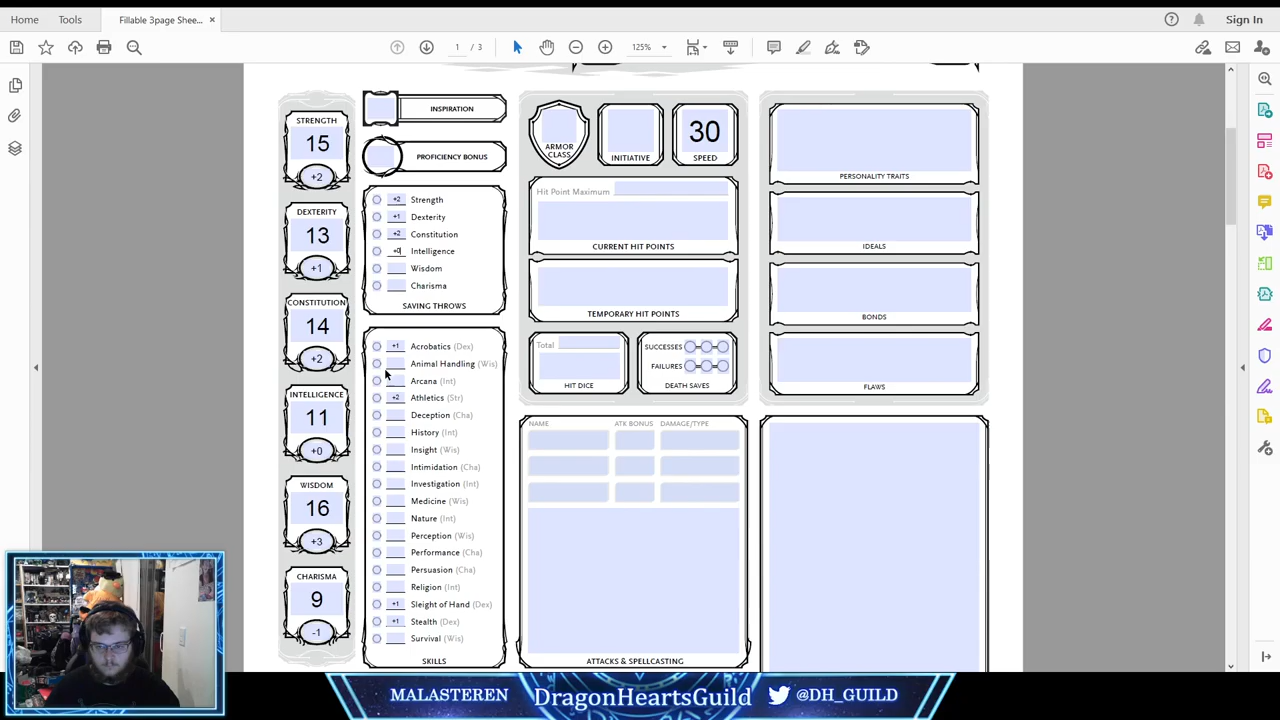 Home Tools Fillable 3page Shee... × Sign In
1 / 3 125%
STRENGTH
15
+2
DEXTERITY
13
+1
CONSTITUTION
14
+2
INTELLIGENCE
11
+0
WISDOM
16
+3
CHARISMA
9
-1
INSPIRATION
PROFICIENCY BONUS
+2 Strength
+1 Dexterity
+2 Constitution
+0 Intelligence
Wisdom
Charisma
SAVING THROWS
+1 Acrobatics (Dex)
Animal Handling (Wis)
Arcana (Int)
+2 Athletics (Str)
Deception (Cha)
History (Int)
Insight (Wis)
Intimidation (Cha)
Investigation (Int)
Medicine (Wis)
Nature (Int)
Perception (Wis)
Performance (Cha)
Persuasion (Cha)
Religion (Int)
+1 Sleight of Hand (Dex)
+1 Stealth (Dex)
Survival (Wis)
SKILLS
ARMOR
CLASS
INITIATIVE
30
SPEED
Hit Point Maximum
CURRENT HIT POINTS
TEMPORARY HIT POINTS
Total
HIT DICE
SUCCESSES
FAILURES
DEATH SAVES
NAME ATK BONUS DAMAGE/TYPE
ATTACKS & SPELLCASTING
PERSONALITY TRAITS
IDEALS
BONDS
FLAWS
MALASTEREN DragonHeartsGuild @DH_GUILD